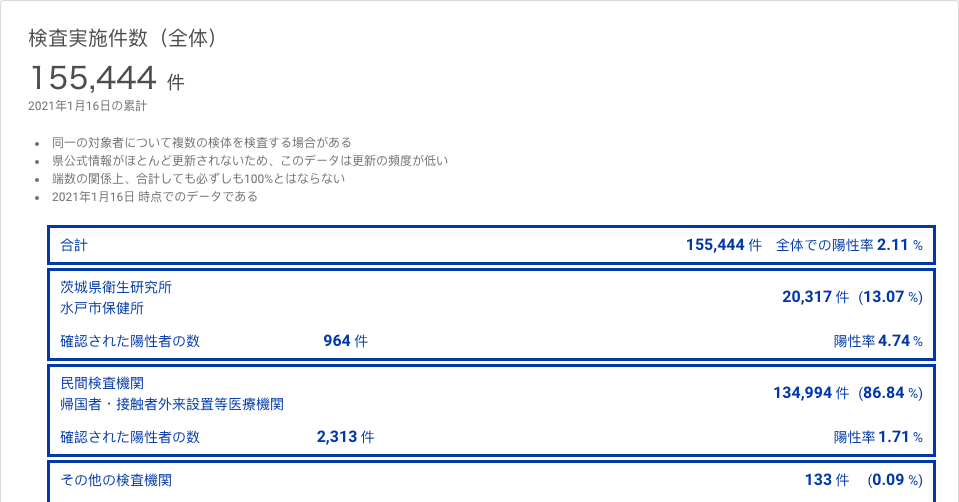 検査実施件数（全体）
155,444 件
2021年1月16日の累計
• 同一の対象者について複数の検体を検査する場合がある
• 県公式情報がほとんど更新されないため、このデータは更新の頻度が低い
• 端数の関係上、合計しても必ずしも100%とはならない
• 2021年1月16日 時点でのデータである
合計 155,444 件 全体での陽性率 2.11 %
茨城県衛生研究所
水戸市保健所
20,317 件 (13.07 %)
確認された陽性者の数 964 件 陽性率 4.74 %
民間検査機関
帰国者・接触者外来設置等医療機関
134,994 件 (86.84 %)
確認された陽性者の数 2,313 件 陽性率 1.71 %
その他の検査機関 133 件 (0.09 %)